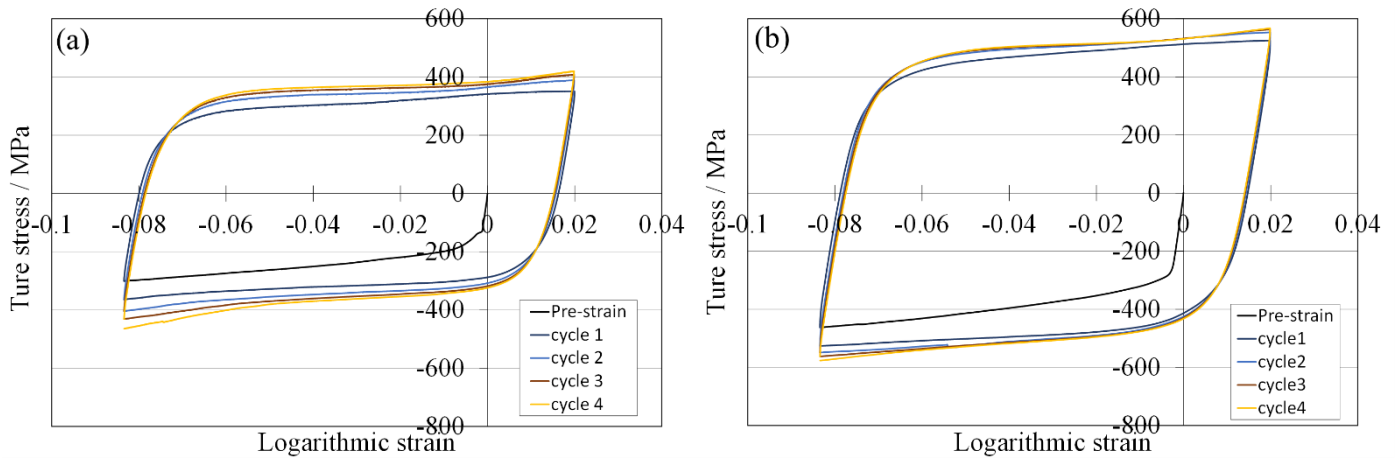 (a)
600
400
200
0
-200
-400
-600
-800
-0.1
-0.08
-0.06
-0.04
-0.02
0
0.02
0.04
Ture stress / MPa
Logarithmic strain
Pre-strain
cycle 1
cycle 2
cycle 3
cycle 4
(b)
600
400
200
0
-200
-400
-600
-800
-0.1
-0.08
-0.06
-0.04
-0.02
0
0.02
0.04
Ture stress / MPa
Logarithmic strain
Pre-strain
cycle1
cycle2
cycle3
cycle4